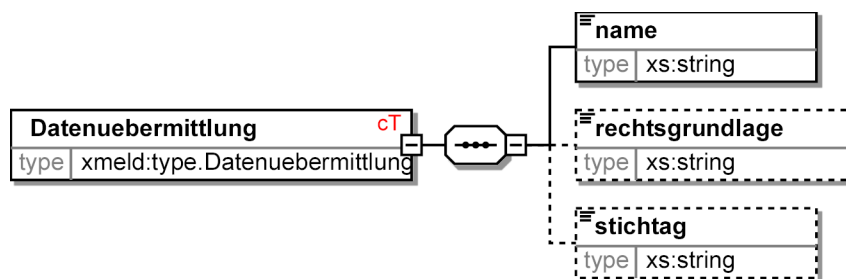 name
type xs:string
Datenuebermittlung cT
type xmeld:type.Datenuebermittlung
rechtsgrundlage
type xs:string
stichtag
type xs:string